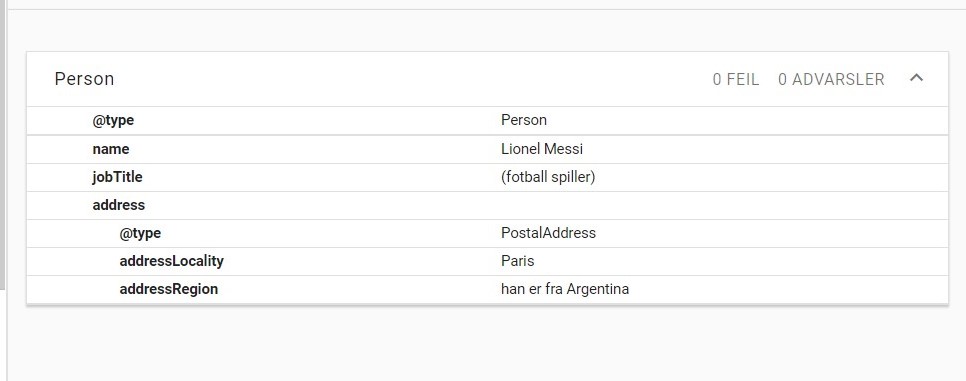 Person 0 FEIL 0 ADVARSLER
@type Person
name Lionel Messi
jobTitle (fotball spiller)
address
@type PostalAddress
addressLocality Paris
addressRegion han er fra Argentina